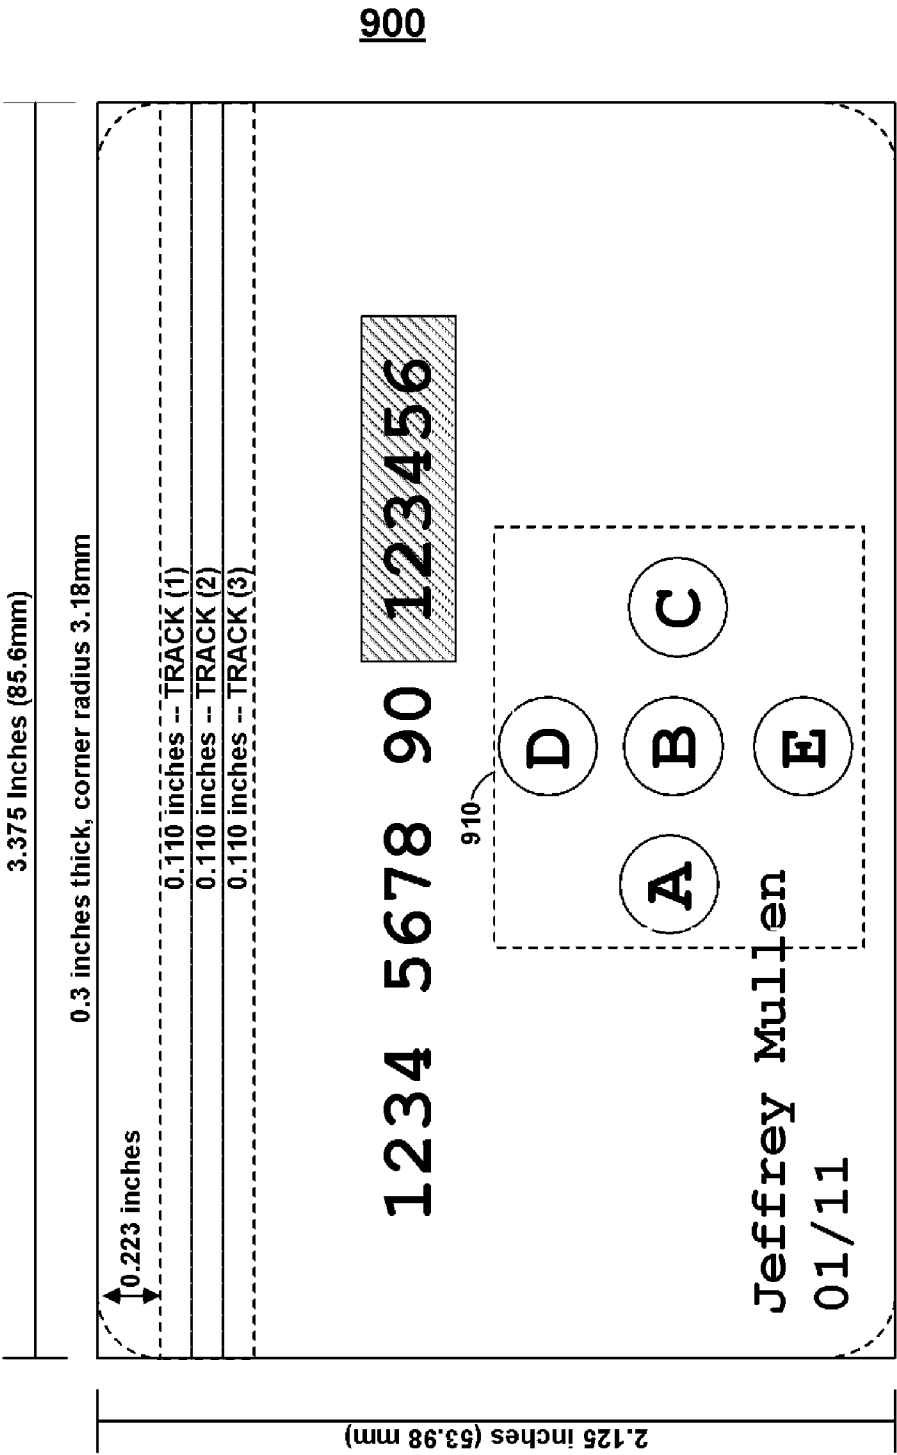 900
3.375 Inches (85.6mm)
0.3 inches thick, corner radius 3.18mm
0.223 inches
0.110 inches -- TRACK (1)
0.110 inches -- TRACK (2)
0.110 inches -- TRACK (3)
1234 5678 90 123456
910
D
A B C
E
Jeffrey Mullen
01/11
2.125 inches (53.98 mm)